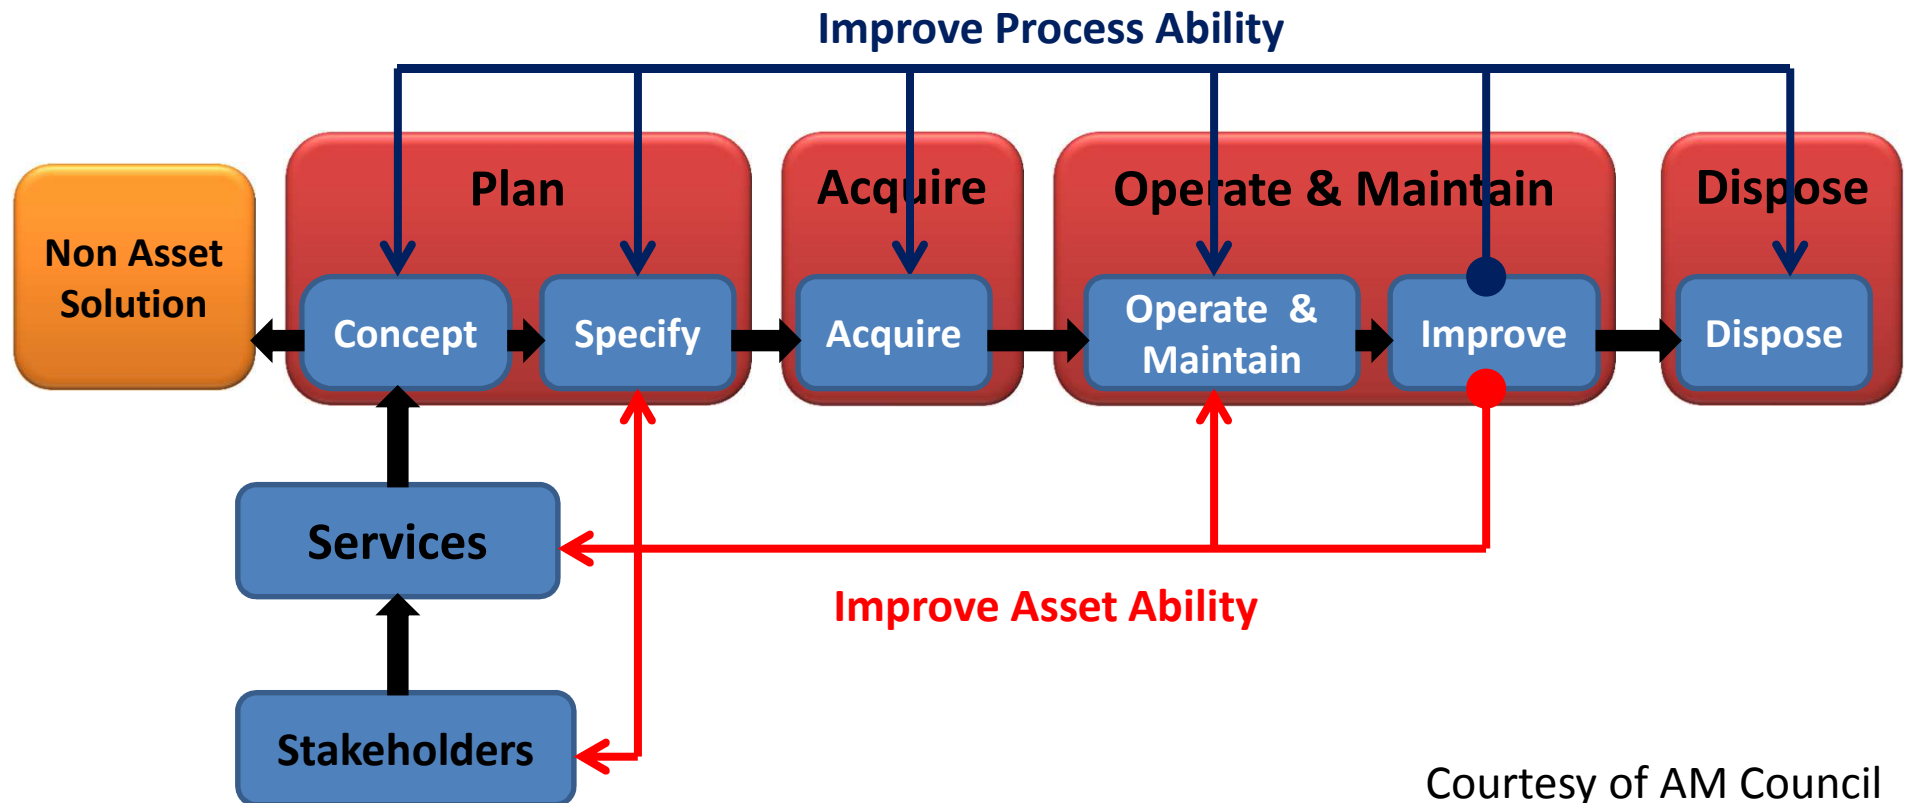 Improve Process Ability
Plan
Acquire
Operate & Maintain
Dispose
Non Asset
Solution
Concept
Specify
Acquire
Operate &
Maintain
Improve
Dispose
Services
Improve Asset Ability
Stakeholders
Courtesy of AM Council